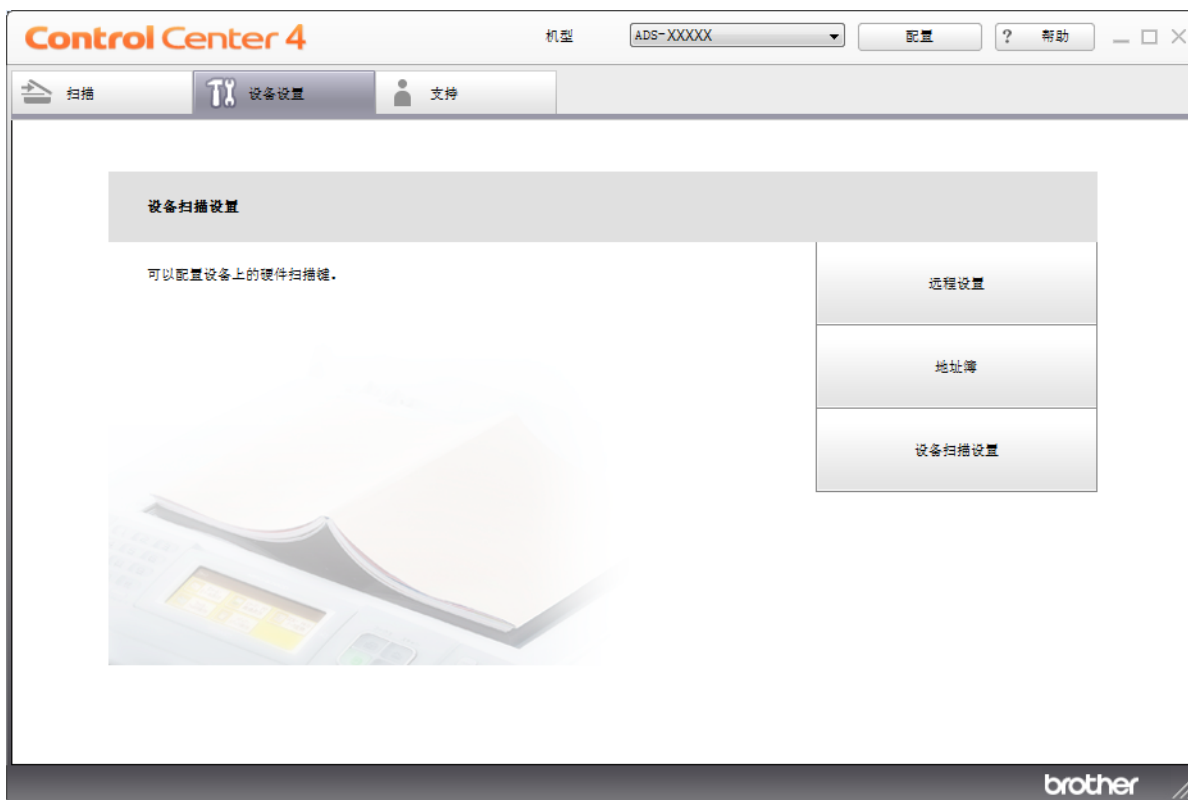 Control Center 4
机型
ADS-XXXXX
配置
? 帮助
扫描
设备设置
支持
设备扫描设置
可以配置设备上的硬件扫描键.
远程设置
地址簿
设备扫描设置
brother